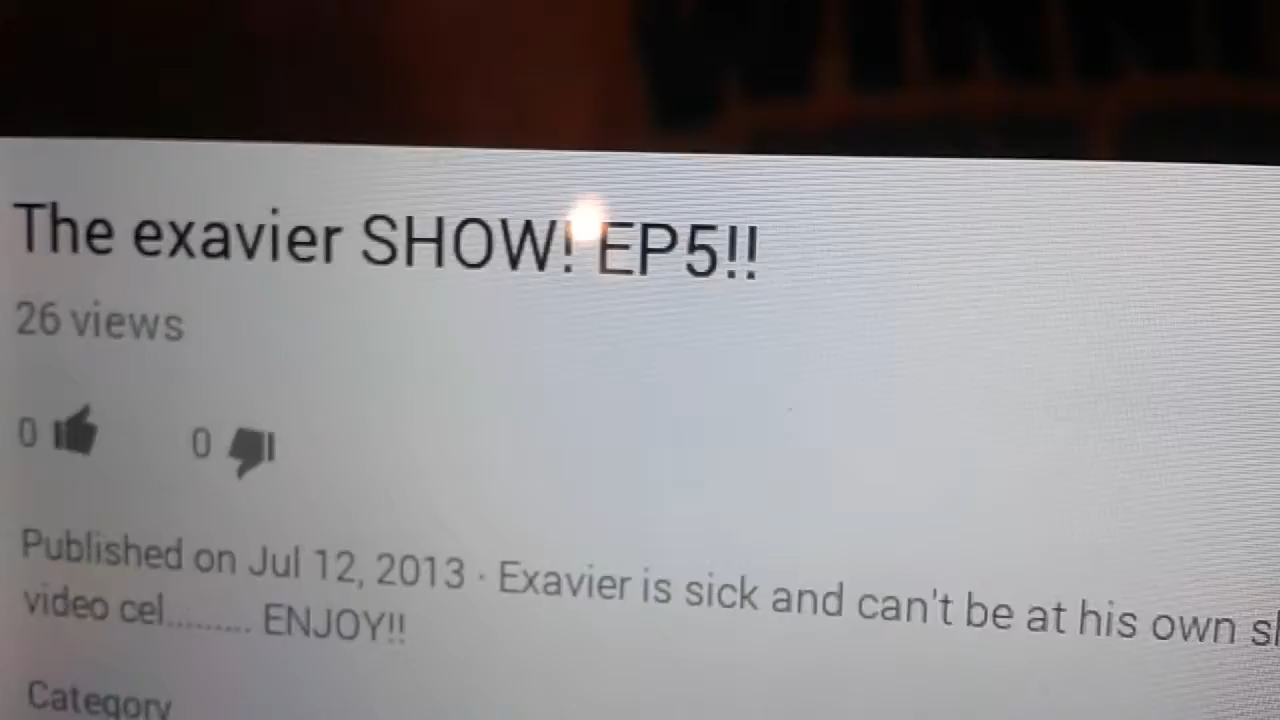 The exavier SHOW! EP5!!
26 views
0 0
Published on Jul 12, 2013 · Exavier is sick and can't be at his own
video cel......... ENJOY!!
Category